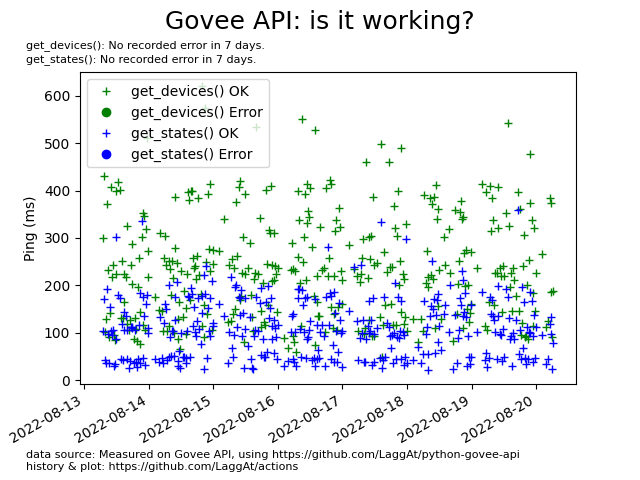 Govee API: is it working?
get_devices(): No recorded error in 7 days.
get_states(): No recorded error in 7 days.
get_devices() OK
get_devices() Error
get_states() OK
get_states() Error
Ping (ms)
600
500
400
300
200
100
0
2022-08-13
2022-08-14
2022-08-15
2022-08-16
2022-08-17
2022-08-18
2022-08-19
2022-08-20
data source: Measured on Govee API, using https://github.com/LaggAt/python-govee-api
history & plot: https://github.com/LaggAt/actions